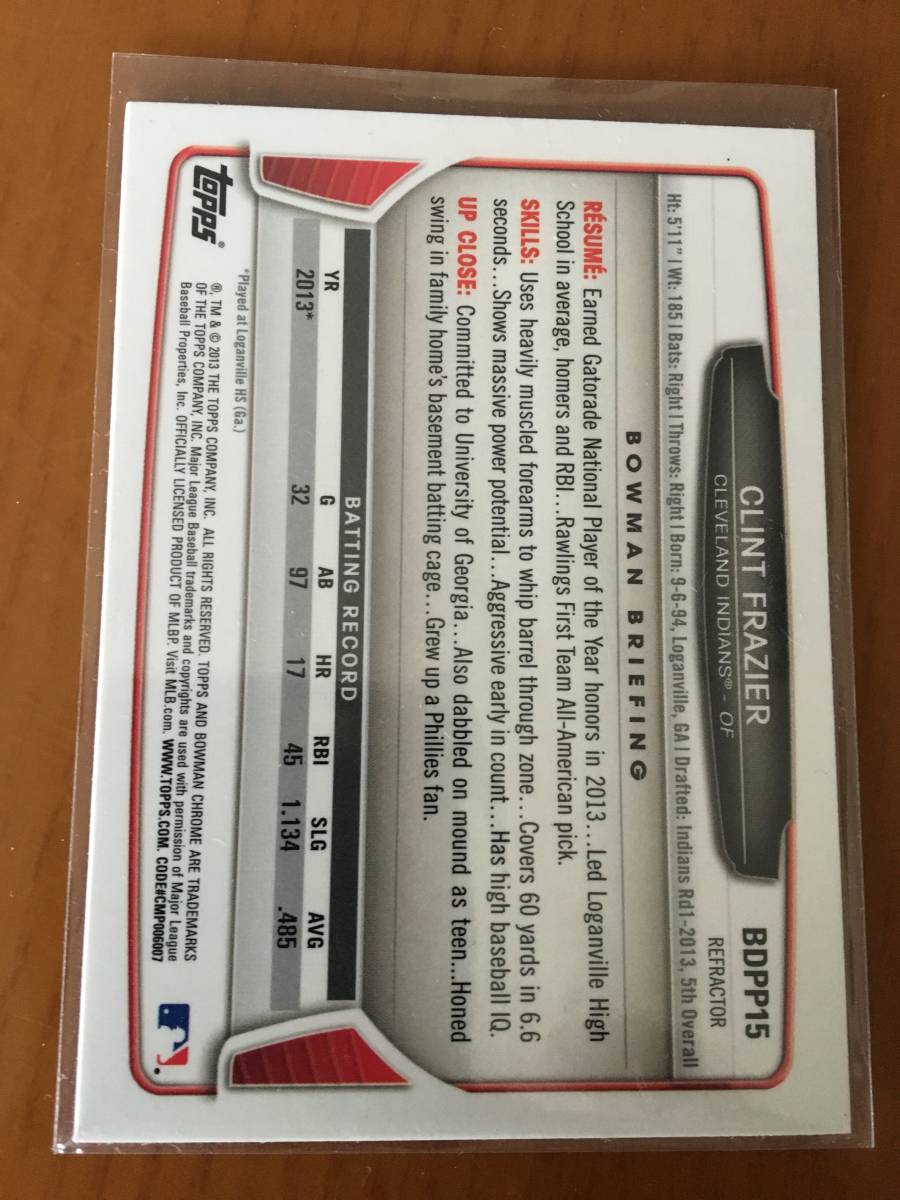 BDPP15
REFRACTOR
CLINT FRAZIER
CLEVELAND INDIANS® - OF
Ht: 5'11" | Wt: 185 | Bats: Right | Throws: Right | Born: 9-6-94, Loganville, GA | Drafted: Indians Rd1-2013, 5th Overall
BOWMAN BRIEFING
RÉSUMÉ: Earned Gatorade National Player of the Year honors in 2013...Led Loganville High
School in average, homers and RBI...Rawlings First Team All-American pick.
SKILLS: Uses heavily muscled forearms to whip barrel through zone...Covers 60 yards in 6.6
seconds...Shows massive power potential...Aggressive early in count...Has high baseball IQ.
UP CLOSE: Committed to University of Georgia...Also dabbled on mound as teen...Honed
swing in family home's basement batting cage...Grew up a Phillies fan.
BATTING RECORD
YR G AB HR RBI SLG AVG
2013* 32 97 17 45 1.134 .485
*Played at Loganville HS (Ga.)
topps®
®, TM & © 2013 THE TOPPS COMPANY, INC. ALL RIGHTS RESERVED. TOPPS AND BOWMAN CHROME ARE TRADEMARKS
OF THE TOPPS COMPANY, INC. Major League Baseball trademarks and copyrights are used with permission of Major League
Baseball Properties, Inc. OFFICIALLY LICENSED PRODUCT OF MLBP. Visit MLB.com. WWW.TOPPS.COM. CODE#CMP006007